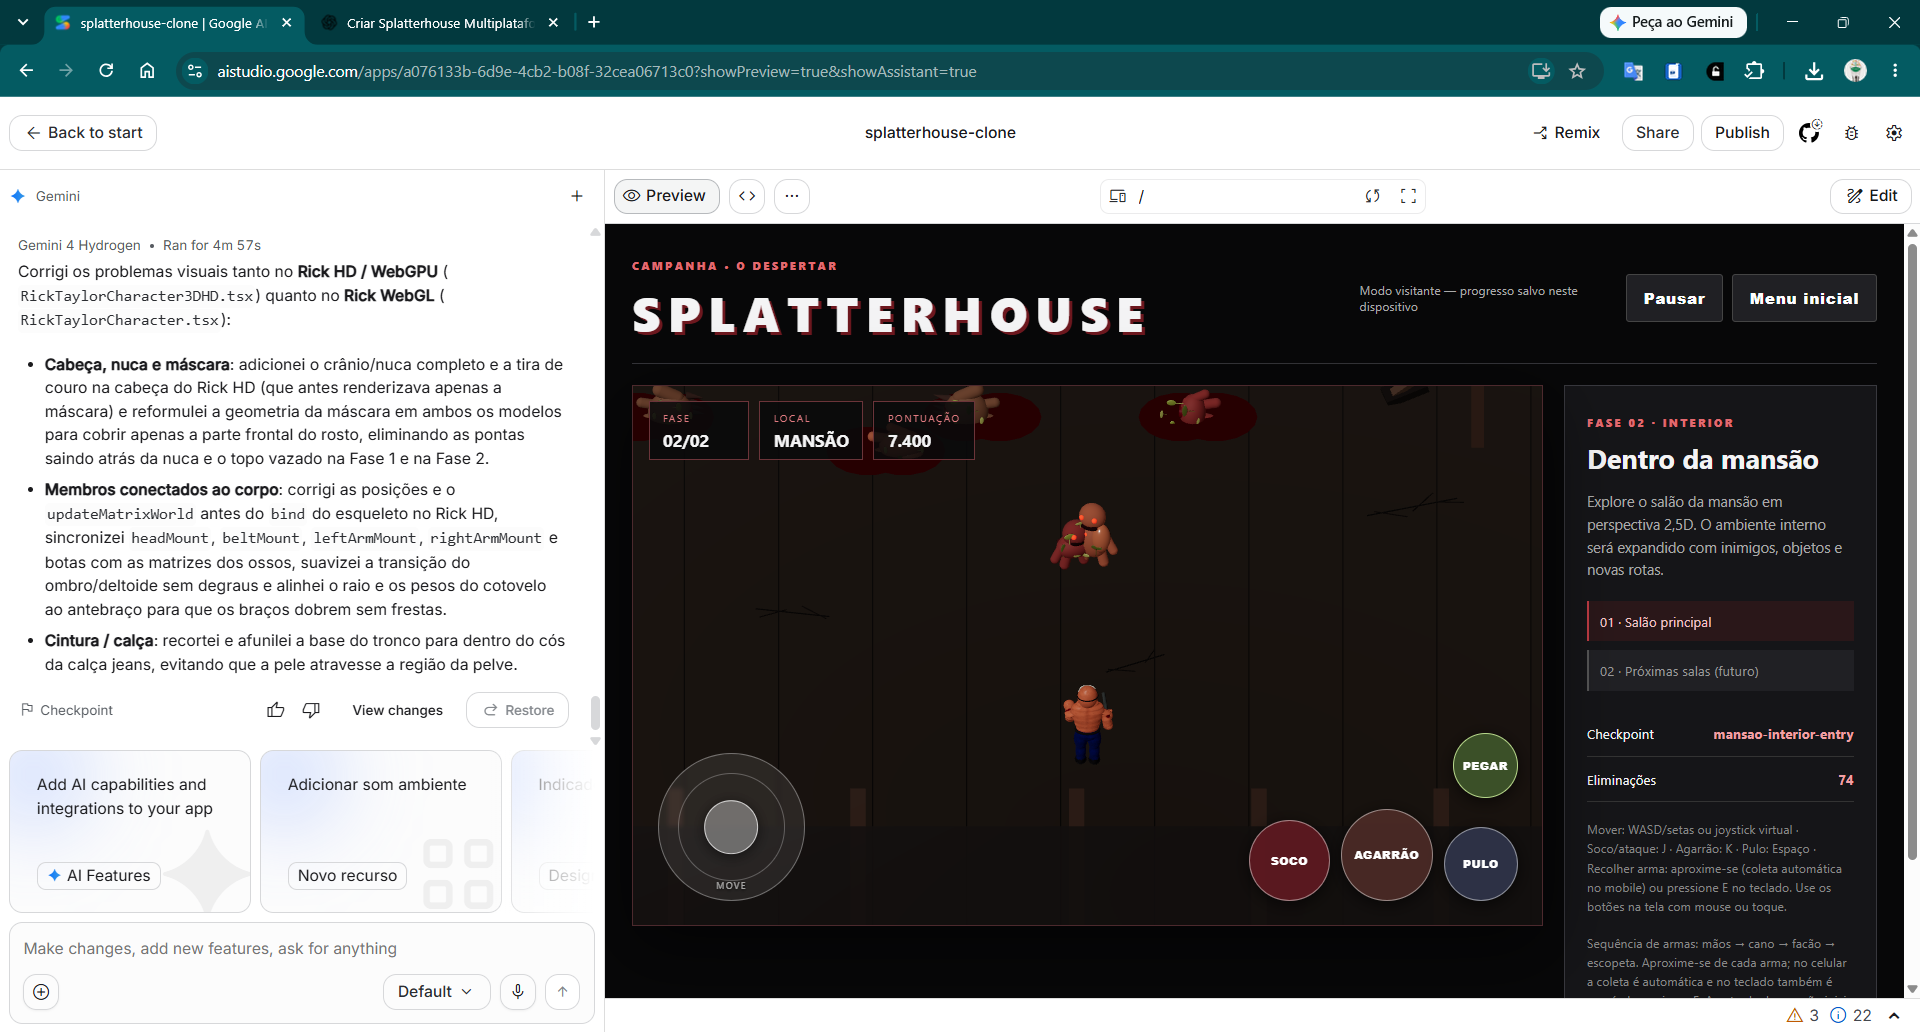 splatterhouse-clone | Google AI
Criar Splatterhouse Multiplatafo
Peça ao Gemini
aistudio.google.com/apps/a076133b-6d9e-4cb2-b08f-32cea06713c0?showPreview=true&showAssistant=true
Back to start
splatterhouse-clone
Remix
Share
Publish
Gemini
Preview
/
Edit
Gemini 4 Hydrogen • Ran for 4m 57s
Corrigi os problemas visuais tanto no Rick HD / WebGPU (
RickTaylorCharacter3DHD.tsx) quanto no Rick WebGL (
RickTaylorCharacter.tsx):
• Cabeça, nuca e máscara: adicionei o crânio/nuca completo e a tira de
couro na cabeça do Rick HD (que antes renderizava apenas a
máscara) e reformulei a geometria da máscara em ambos os modelos
para cobrir apenas a parte frontal do rosto, eliminando as pontas
saindo atrás da nuca e o topo vazado na Fase 1 e na Fase 2.
• Membros conectados ao corpo: corrigi as posições e o
updateMatrixWorld antes do bind do esqueleto no Rick HD,
sincronizei headMount, beltMount, leftArmMount, rightArmMount e
botas com as matrizes dos ossos, suavizei a transição do
ombro/deltoide sem degraus e alinhei o raio e os pesos do cotovelo
ao antebraço para que os braços dobrem sem frestas.
• Cintura / calça: recortei e afunilei a base do tronco para dentro do cós
da calça jeans, evitando que a pele atravesse a região da pelve.
Checkpoint
View changes
Restore
Add AI capabilities and
integrations to your app
AI Features
Adicionar som ambiente
Novo recurso
Indicad
Desig
Make changes, add new features, ask for anything
Default
CAMPANHA • O DESPERTAR
SPLATTERHOUSE
Modo visitante — progresso salvo neste
dispositivo
Pausar
Menu inicial
FASE
02/02
LOCAL
MANSÃO
PONTUAÇÃO
7.400
MOVE
PEGAR
SOCO
AGARRÃO
PULO
FASE 02 · INTERIOR
Dentro da mansão
Explore o salão da mansão em
perspectiva 2,5D. O ambiente interno
será expandido com inimigos, objetos e
novas rotas.
01 · Salão principal
02 · Próximas salas (futuro)
Checkpoint mansao-interior-entry
Eliminações 74
Mover: WASD/setas ou joystick virtual ·
Soco/ataque: J · Agarrão: K · Pulo: Espaço ·
Recolher arma: aproxime-se (coleta automática
no mobile) ou pressione E no teclado. Use os
botões na tela com mouse ou toque.
Sequência de armas: mãos → cano → facão →
escopeta. Aproxime-se de cada arma; no celular
a coleta é automática e no teclado também é
3
22